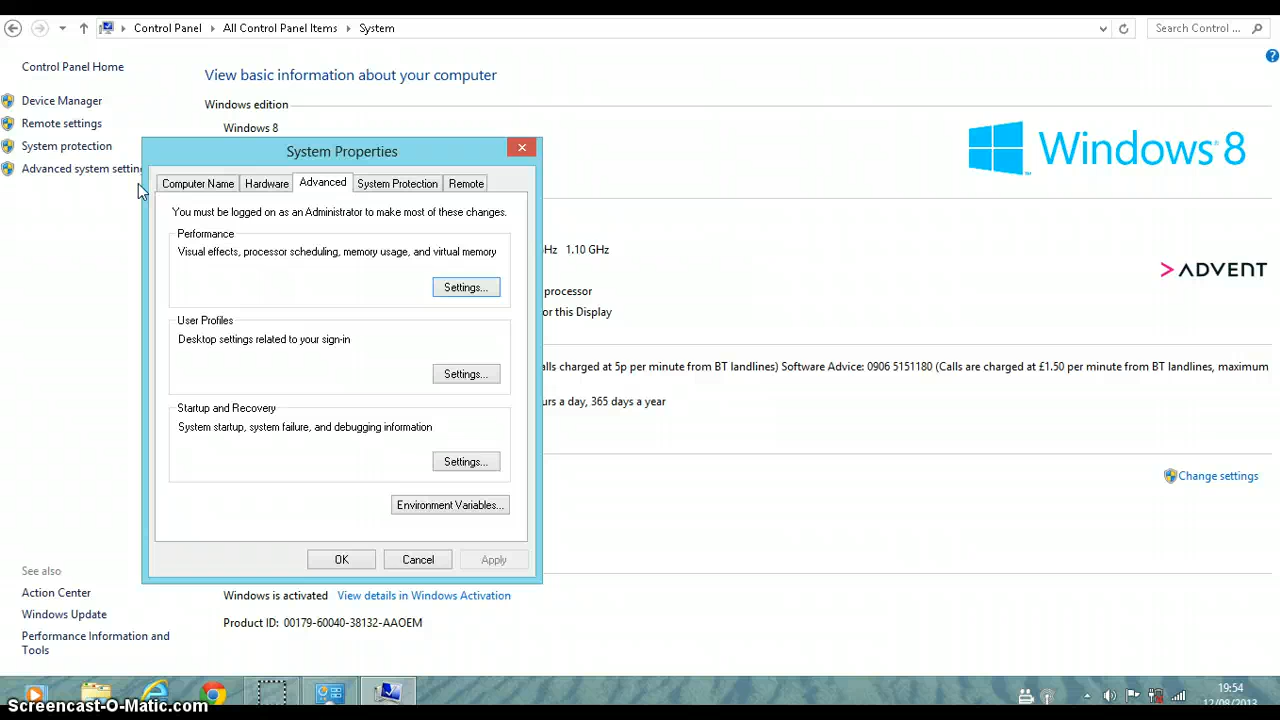 Control Panel
All Control Panel Items
System
Search Control ...
Control Panel Home
Device Manager
Remote settings
System protection
Advanced system settin
View basic information about your computer
Windows edition
Windows 8
Windows 8
System Properties
Computer Name
Hardware
Advanced
System Protection
Remote
You must be logged on as an Administrator to make most of these changes.
Performance
Visual effects, processor scheduling, memory usage, and virtual memory
Settings...
User Profiles
Desktop settings related to your sign-in
Settings...
Startup and Recovery
System startup, system failure, and debugging information
Settings...
Environment Variables...
OK
Cancel
Apply
Hz 1.10 GHz
ADVENT
processor
or this Display
alls charged at 5p per minute from BT landlines) Software Advice: 0906 5151180 (Calls are charged at £1.50 per minute from BT landlines, maximum
urs a day, 365 days a year
Change settings
See also
Action Center
Windows Update
Performance Information and
Tools
Windows is activated View details in Windows Activation
Product ID: 00179-60040-38132-AAOEM
19:54
12/08/2013
Screencast-O-Matic.com